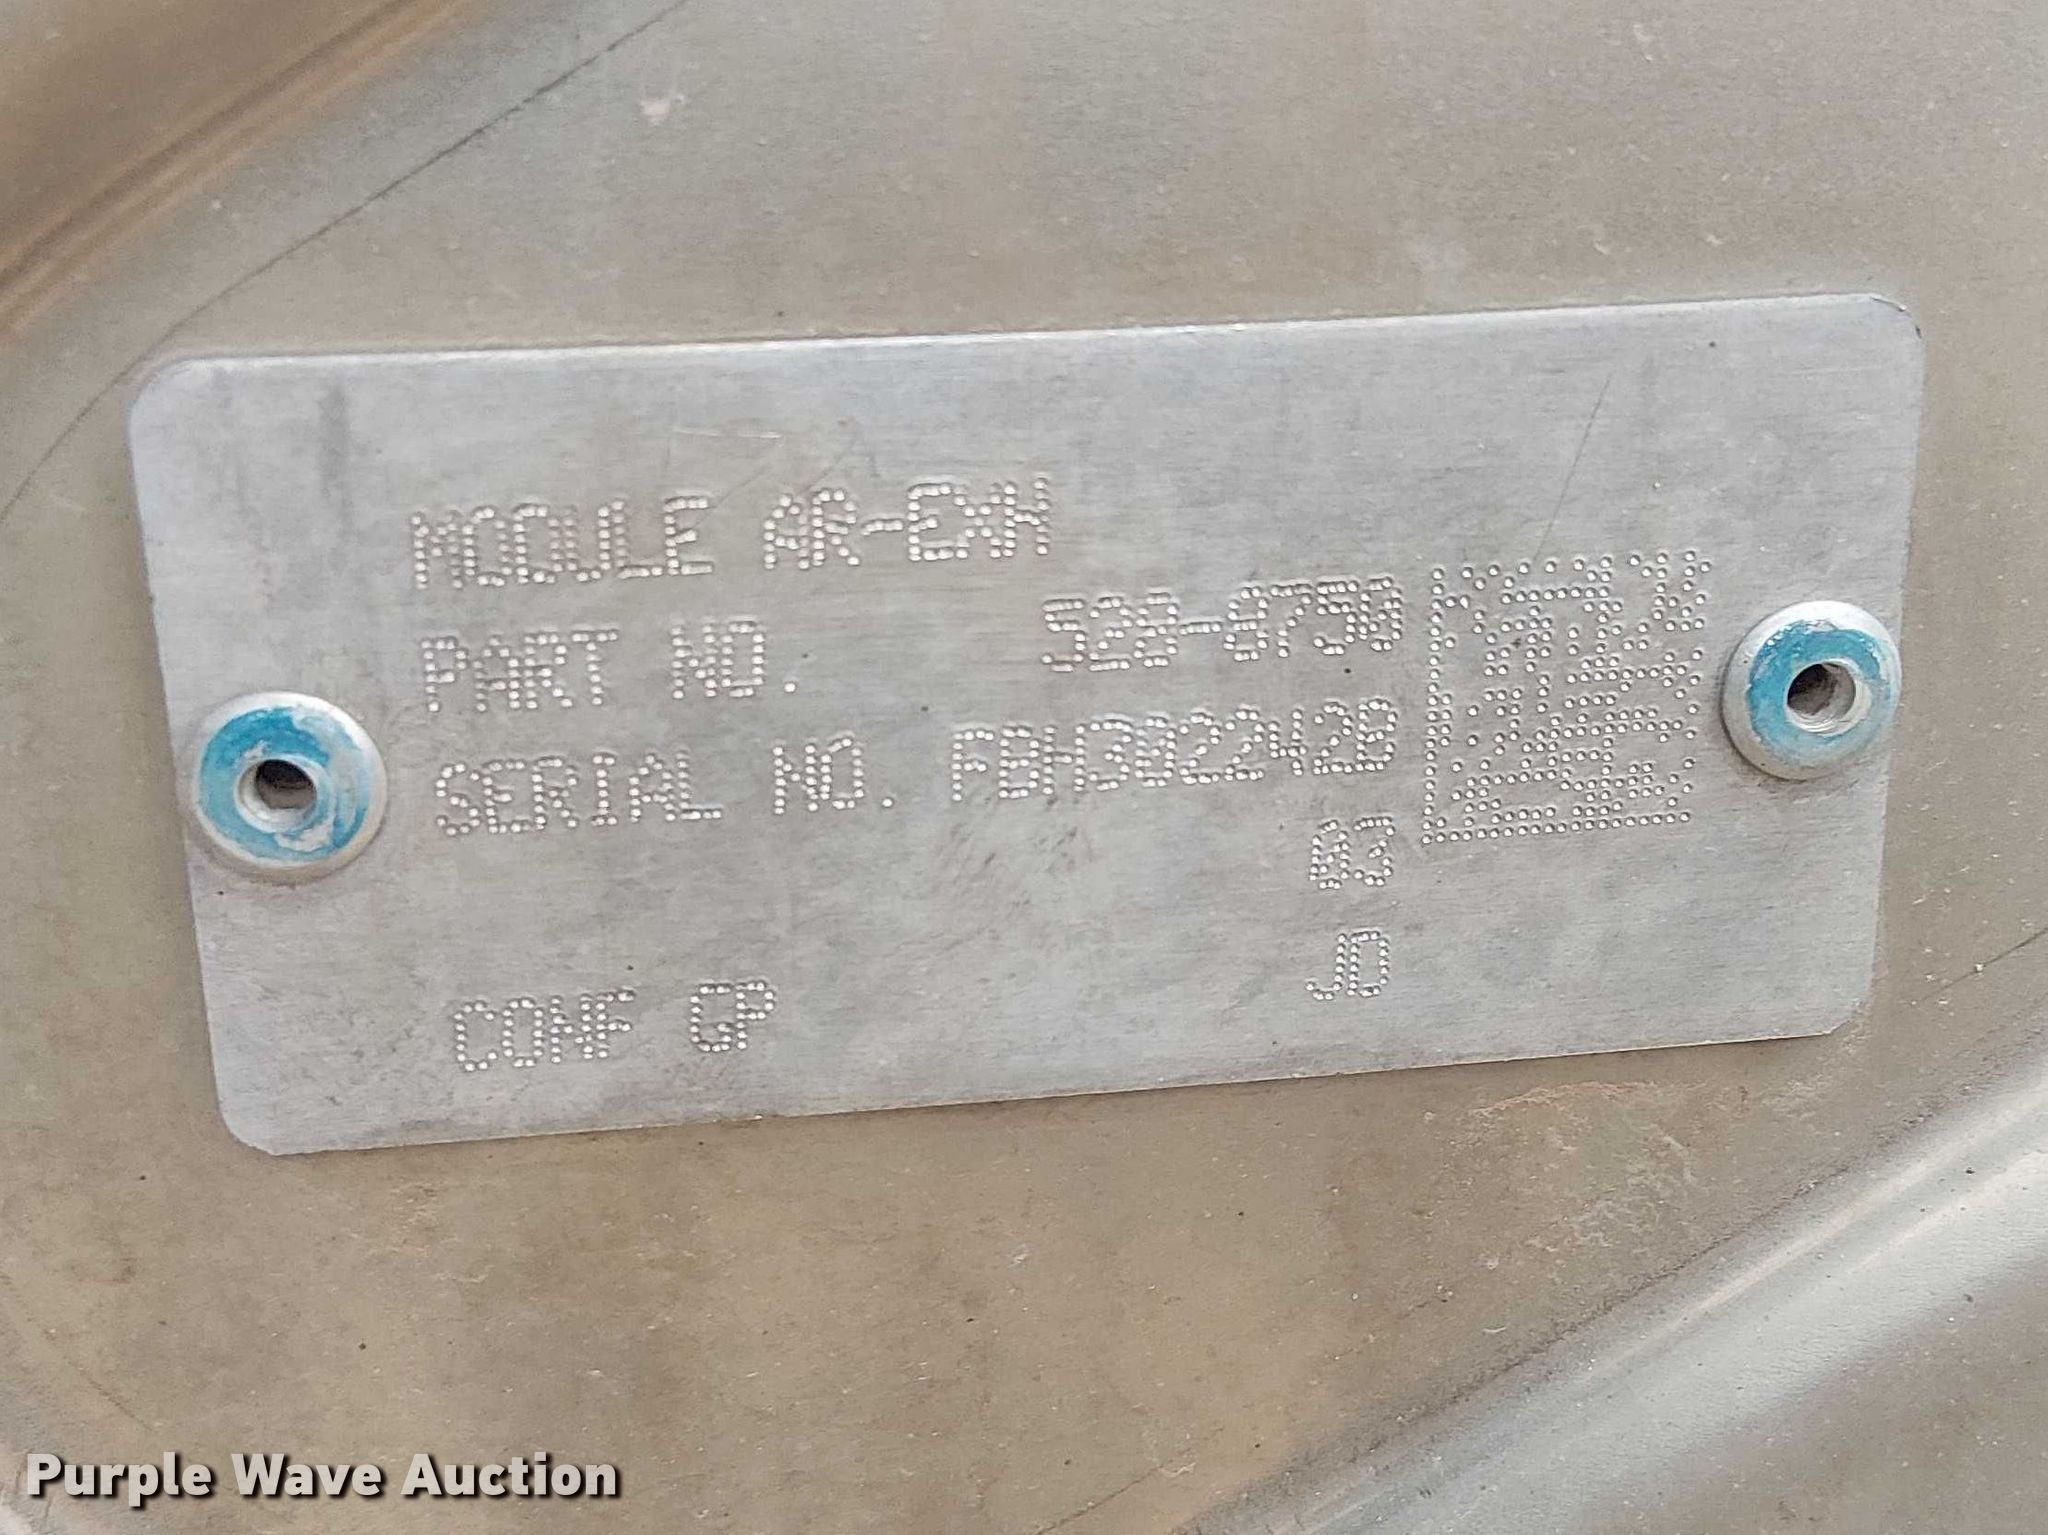 MODULE AR-EXH
PART NO. 528-8750
SERIAL NO. FBH3022428
03
JD
CONF GP
Purple Wave Auction